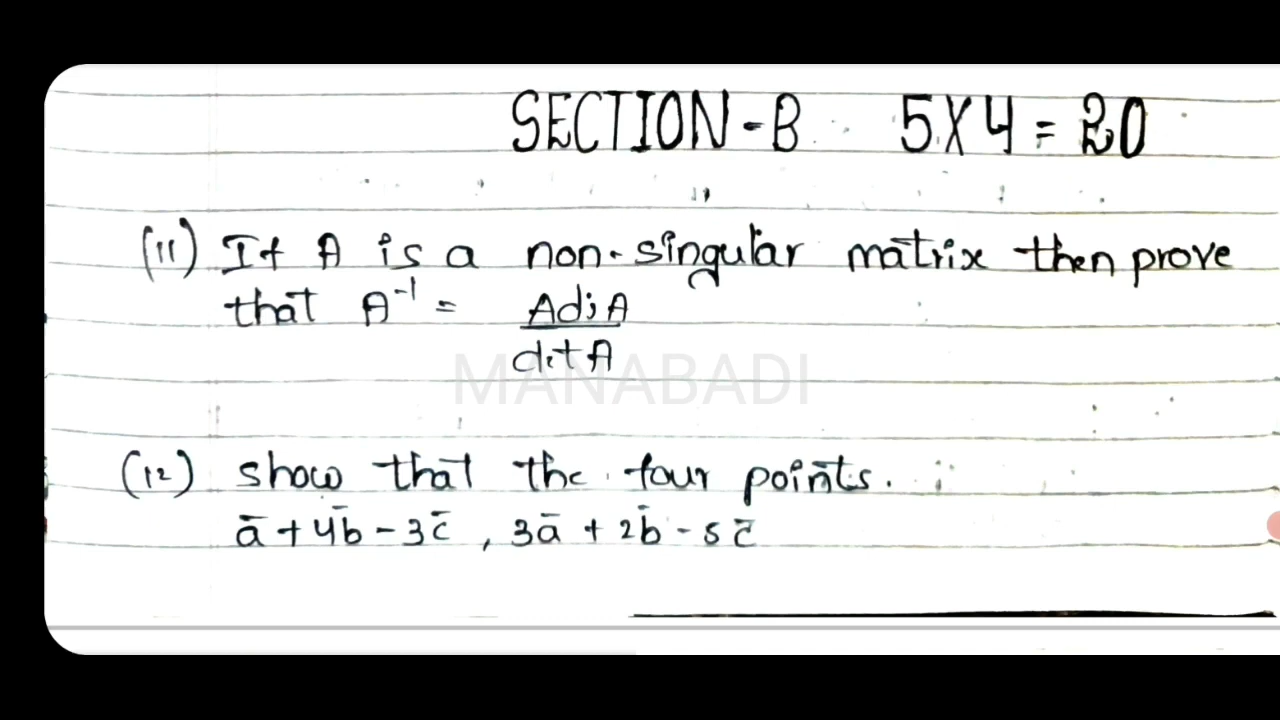 SECTION-B 5X4=20
(11) If A is a non-singular matrix then prove
that A⁻¹ = AdjA
detA
MANABADI
(12) show that the four points.
a̅ + 4b̅ - 3c̅ , 3a̅ + 2b̅ - 5c̅